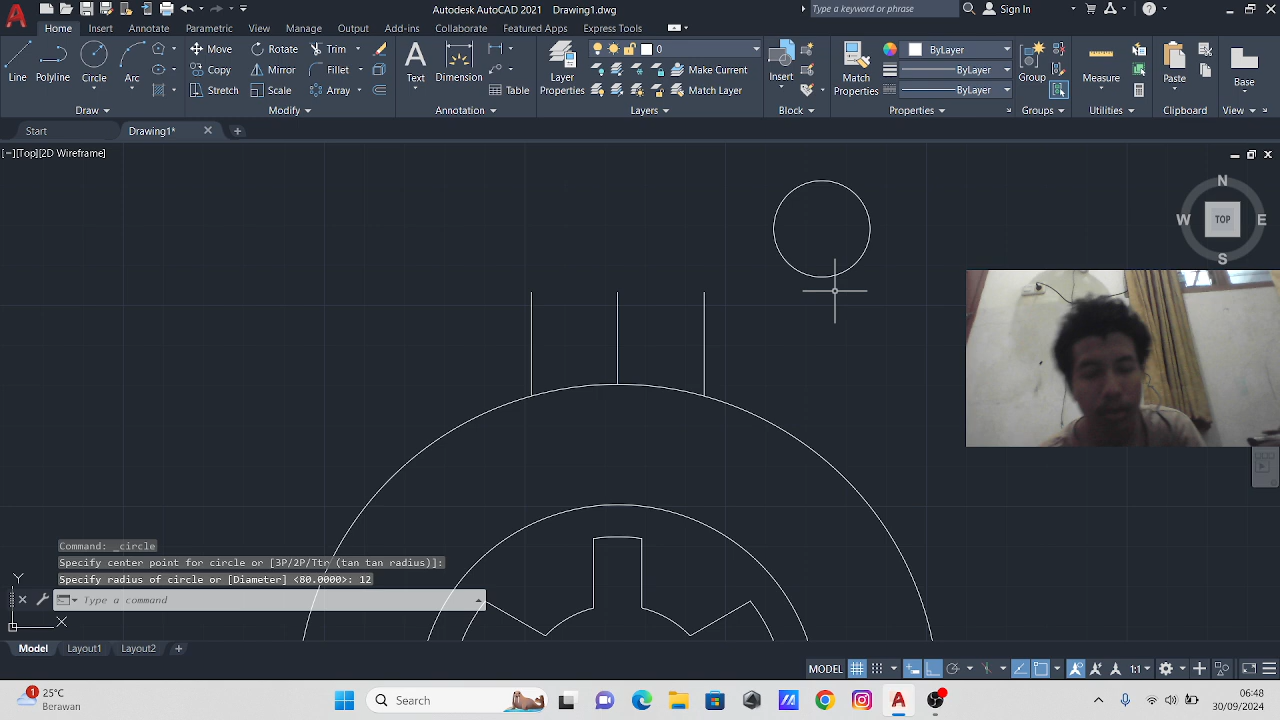 Autodesk AutoCAD 2021 Drawing1.dwg
Type a keyword or phrase
Sign In
Home Insert Annotate Parametric View Manage Output Add-ins Collaborate Express Tools Featured Apps
Line Polyline Circle Arc
Move Rotate Trim
Copy Mirror Fillet
Stretch Scale Array
Text Dimension Table
Layer Properties
0
Make Current
Match Layer
Insert
Match Properties
ByLayer
ByLayer
ByLayer
Group
Measure
Paste
Base
Draw Modify Annotation Layers Block Properties Groups Utilities Clipboard View
Start Drawing1*
[−][Top][2D Wireframe]
N
W TOP E
S
Command: _circle
Specify center point for circle or [3P/2P/Ttr (tan tan radius)]:
Specify radius of circle or [Diameter] <80.0000>: 12
Y
Type a command
X
Model Layout1 Layout2
MODEL 1:1
1
25°C
Berawan
Search
06:48
30/09/2024